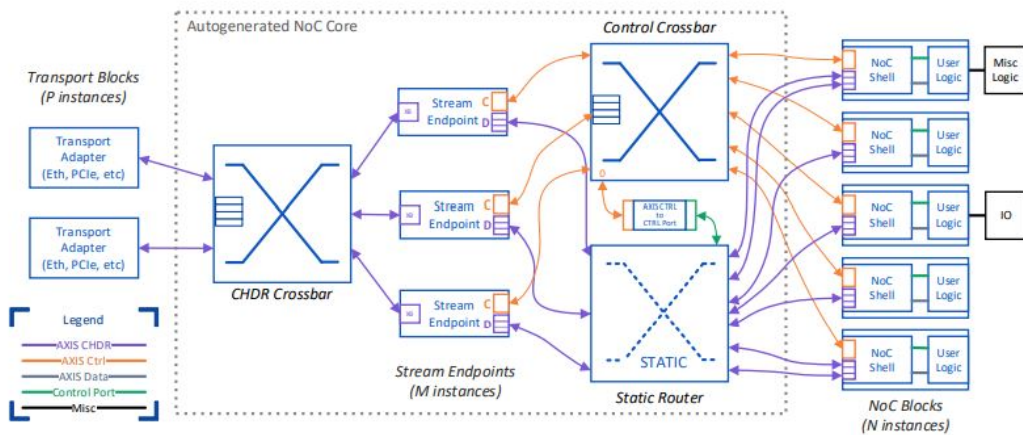 Autogenerated NoC Core
Transport Blocks
(P instances)
Transport
Adapter
(Eth, PCIe, etc)
Transport
Adapter
(Eth, PCIe, etc)
Legend
AXIS CHDR
AXIS Ctrl
AXIS Data
Control Port
Misc
CHDR Crossbar
Stream
Endpoint
C
D
Stream
Endpoint
C
D
Stream
Endpoint
C
D
Stream Endpoints
(M instances)
Control Crossbar
0
AXIS CTRL
to
CTRL Port
STATIC
Static Router
NoC
Shell
User
Logic
Misc
Logic
NoC
Shell
User
Logic
NoC
Shell
User
Logic
IO
NoC
Shell
User
Logic
NoC
Shell
User
Logic
NoC Blocks
(N instances)